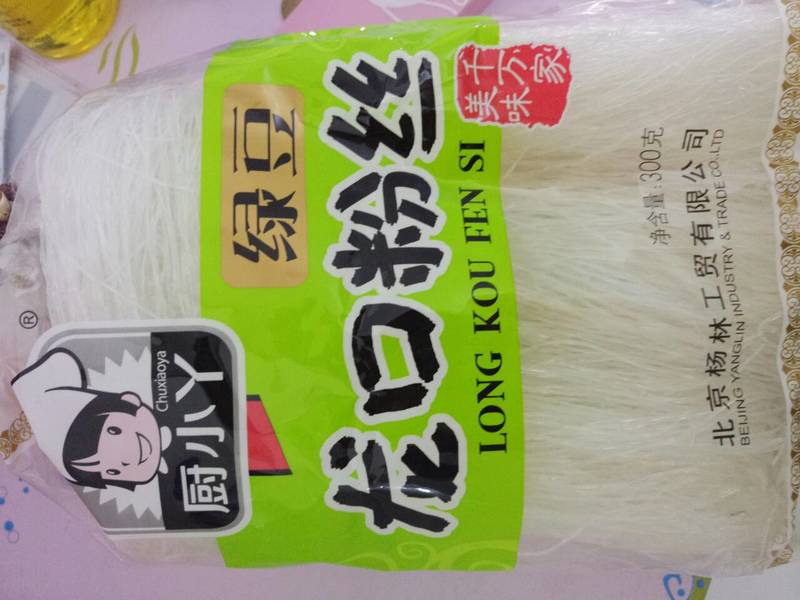 ®
Chuxiaoya
厨小丫
绿豆
龙口粉丝
LONG KOU FEN SI
千万家
美味
净含量:300克
北京杨林工贸有限公司
BEIJING YANGLIN INDUSTRY & TRADE CO.,LTD